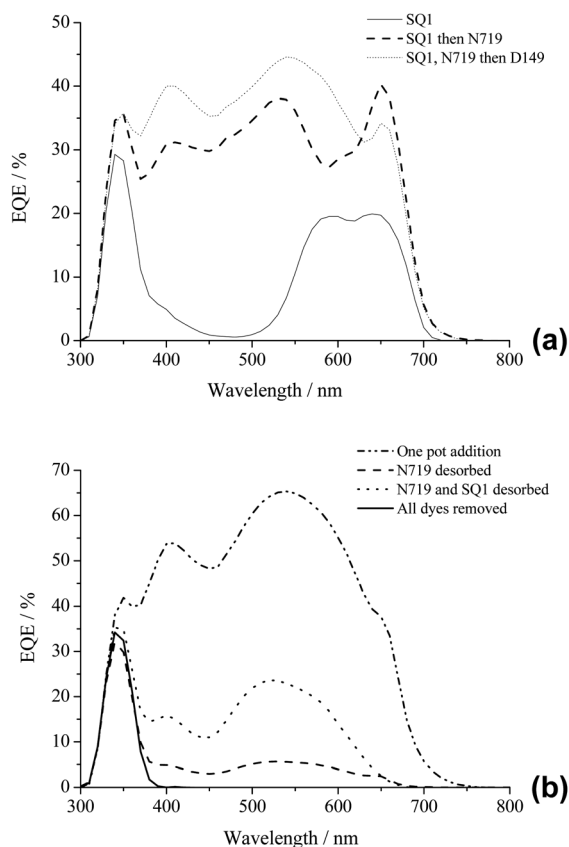 SQ1
SQ1 then N719
SQ1, N719 then D149
50
40
30
20
10
0
EQE / %
300 400 500 600 700 800
Wavelength / nm
(a)
One pot addition
N719 desorbed
N719 and SQ1 desorbed
All dyes removed
70
60
50
40
30
20
10
0
EQE / %
300 400 500 600 700 800
Wavelength / nm
(b)